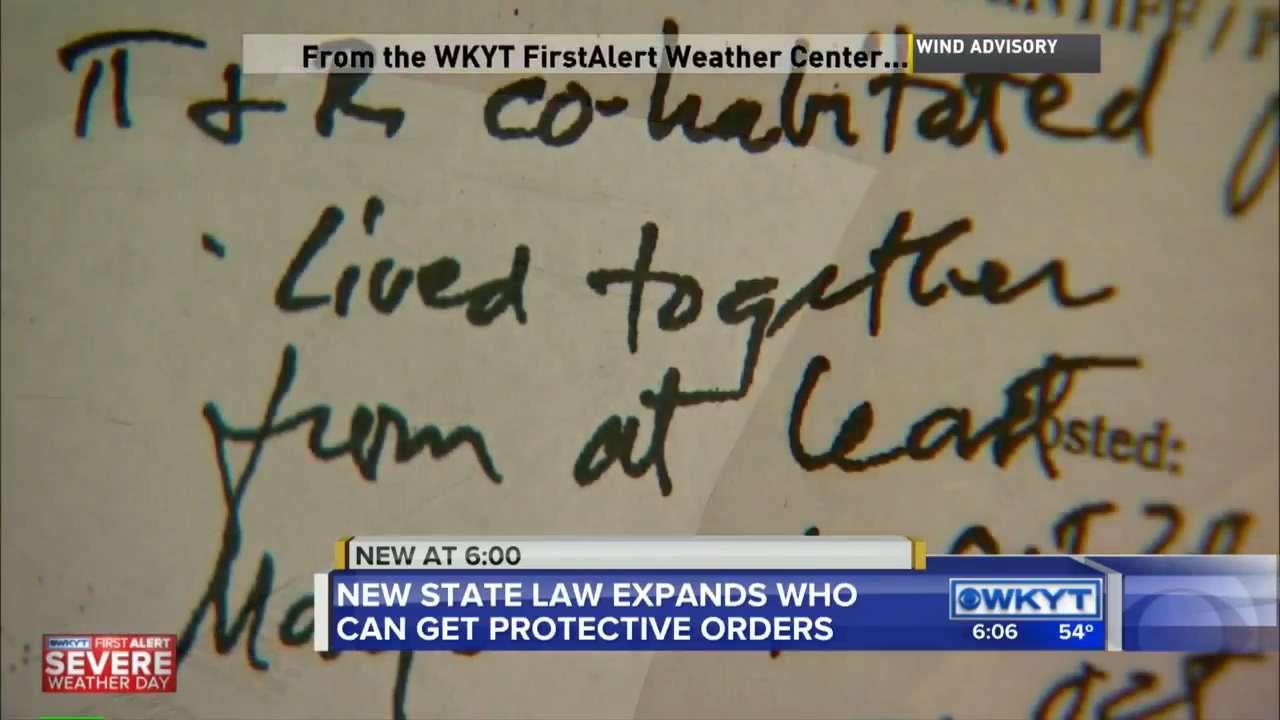 From the WKYT FirstAlert Weather Center...
WIND ADVISORY
π & R co-habitated
· lived together
from at least
osted:
NEW AT 6:00
NEW STATE LAW EXPANDS WHO
CAN GET PROTECTIVE ORDERS
WKYT
6:06 54°
WKYT FIRST ALERT
SEVERE
WEATHER DAY